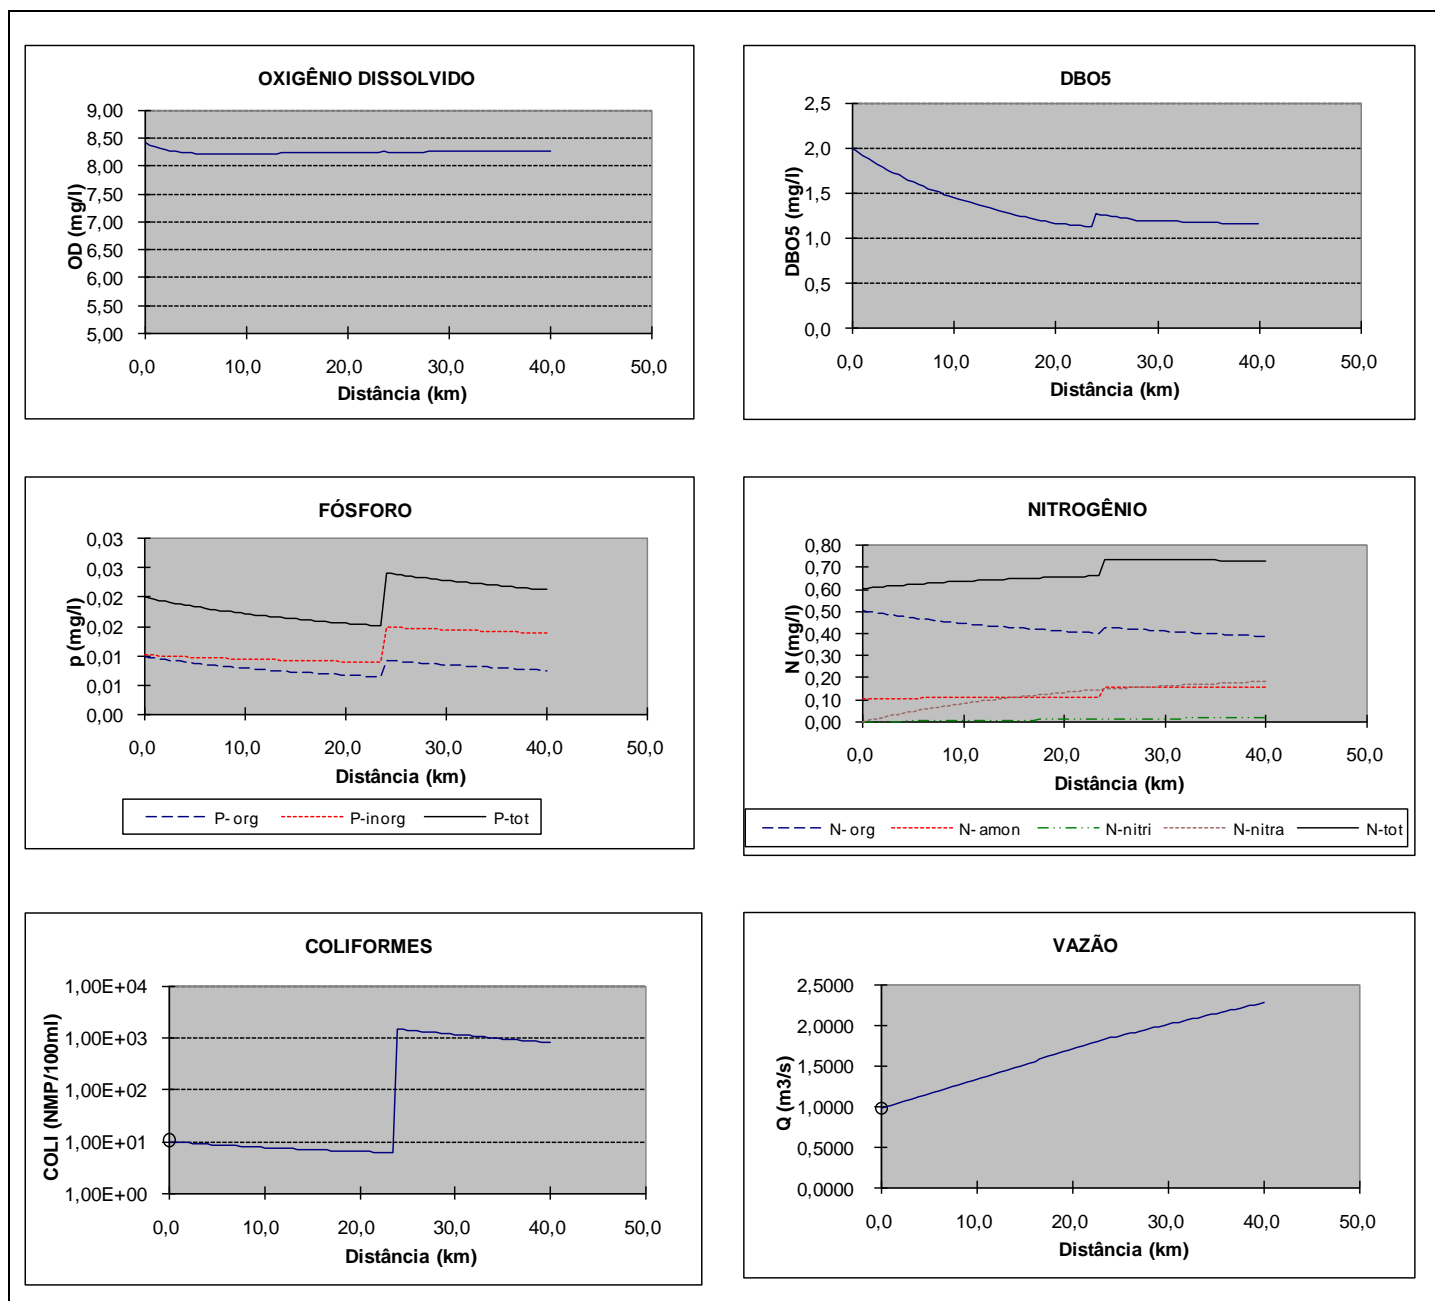 OXIGÊNIO DISSOLVIDO
OD (mg/l)
9,00
8,50
8,00
7,50
7,00
6,50
6,00
5,50
5,00
0,0 10,0 20,0 30,0 40,0 50,0
Distância (km)
DBO5
DBO5 (mg/l)
2,5
2,0
1,5
1,0
0,5
0,0
0,0 10,0 20,0 30,0 40,0 50,0
Distância (km)
FÓSFORO
p (mg/l)
0,03
0,03
0,02
0,02
0,01
0,01
0,00
0,0 10,0 20,0 30,0 40,0 50,0
Distância (km)
P-org P-inorg P-tot
NITROGÊNIO
N (mg/l)
0,80
0,70
0,60
0,50
0,40
0,30
0,20
0,10
0,00
0,0 10,0 20,0 30,0 40,0 50,0
Distância (km)
N-org N-amon N-nitri N-nitra N-tot
COLIFORMES
COLI (NMP/100ml)
1,00E+04
1,00E+03
1,00E+02
1,00E+01
1,00E+00
0,0 10,0 20,0 30,0 40,0 50,0
Distância (km)
VAZÃO
Q (m3/s)
2,5000
2,0000
1,5000
1,0000
0,5000
0,0000
0,0 10,0 20,0 30,0 40,0 50,0
Distância (km)